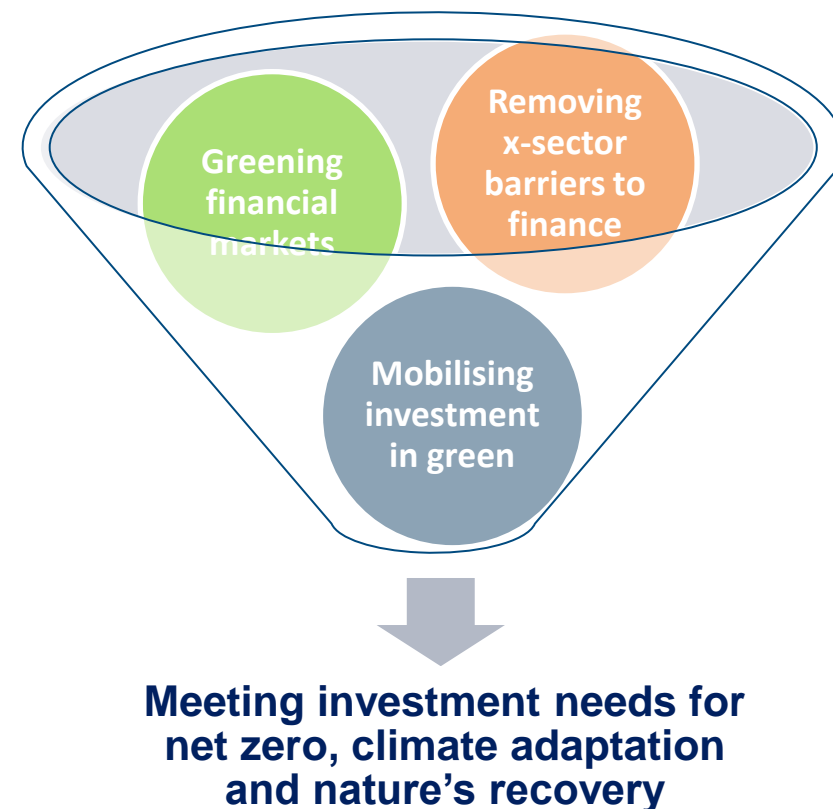 Greening
financial
markets
Removing
x-sector
barriers to
finance
Mobilising
investment
in green
Meeting investment needs for
net zero, climate adaptation
and nature's recovery